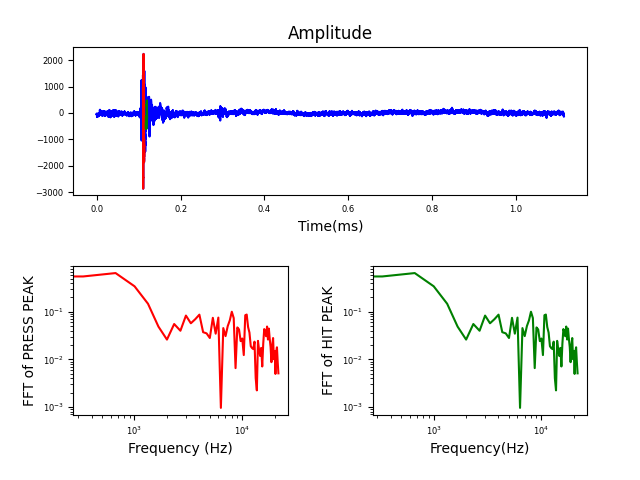 Amplitude
2000
1000
0
−1000
−2000
−3000
0.0 0.2 0.4 0.6 0.8 1.0
Time(ms)
FFT of PRESS PEAK
10⁻¹
10⁻²
10⁻³
10³ 10⁴
Frequency (Hz)
FFT of HIT PEAK
10⁻¹
10⁻²
10⁻³
10³ 10⁴
Frequency(Hz)